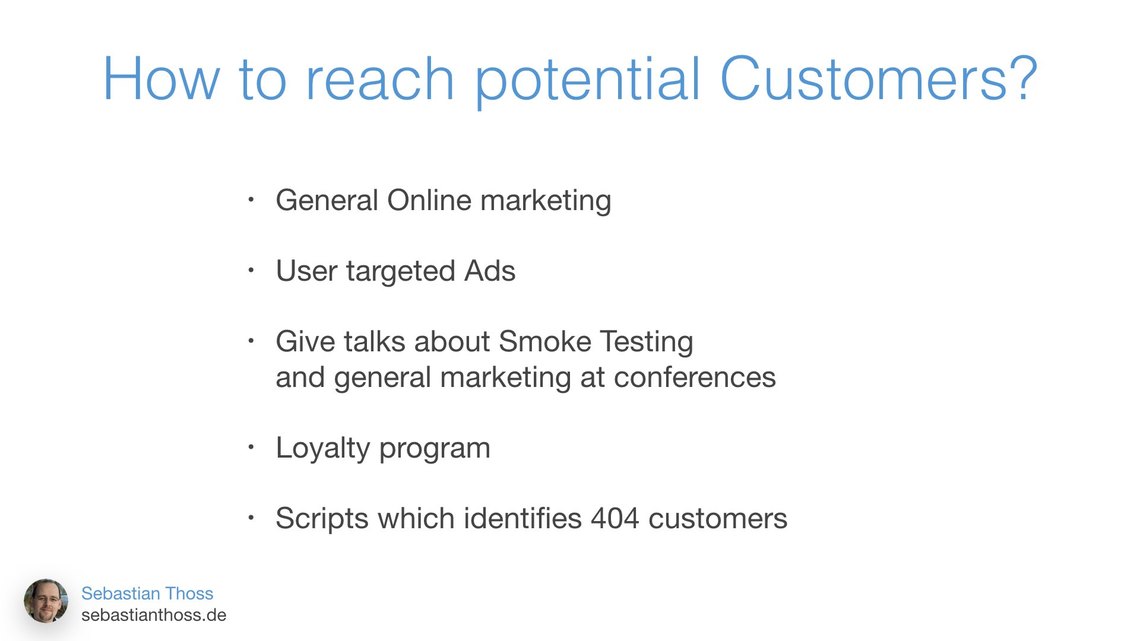 How to reach potential Customers?
• General Online marketing
• User targeted Ads
• Give talks about Smoke Testing
and general marketing at conferences
• Loyalty program
• Scripts which identifies 404 customers
Sebastian Thoss
sebastianthoss.de